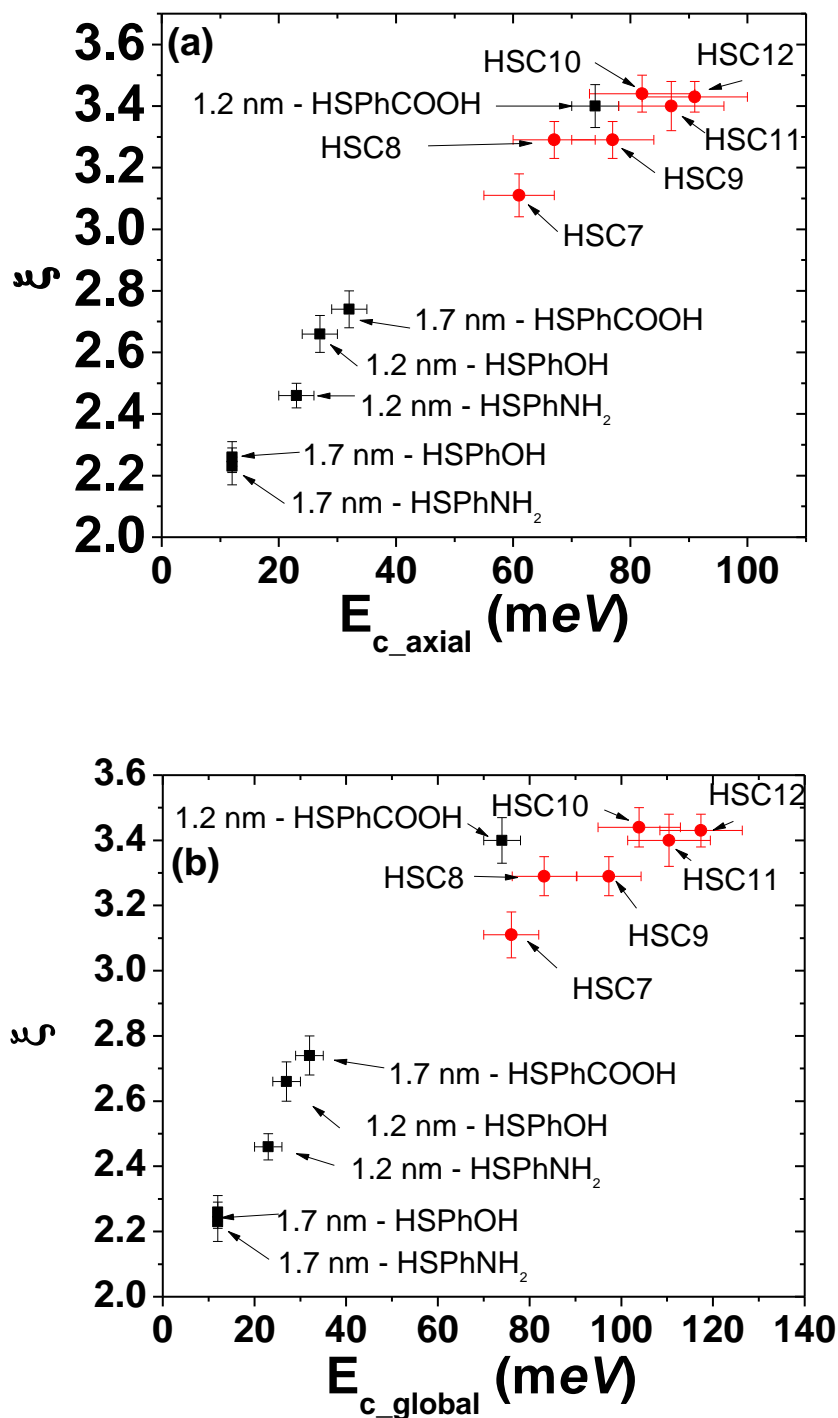 (a)
3.6
3.4
3.2
3.0
2.8
2.6
2.4
2.2
2.0
ξ
HSC10
HSC12
1.2 nm - HSPhCOOH
HSC8
HSC11
HSC9
HSC7
1.7 nm - HSPhCOOH
1.2 nm - HSPhOH
1.2 nm - HSPhNH₂
1.7 nm - HSPhOH
1.7 nm - HSPhNH₂
0 20 40 60 80 100
E_c_axial (meV)
3.6
3.4
3.2
3.0
2.8
2.6
2.4
2.2
2.0
ξ
HSC10
HSC12
1.2 nm - HSPhCOOH
(b)
HSC8
HSC11
HSC9
HSC7
1.7 nm - HSPhCOOH
1.2 nm - HSPhOH
1.2 nm - HSPhNH₂
1.7 nm - HSPhOH
1.7 nm - HSPhNH₂
0 20 40 60 80 100 120 140
E_c_global (meV)